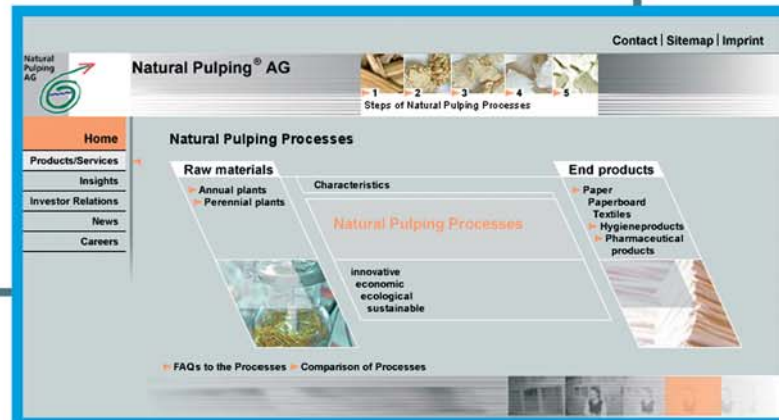 Contact | Sitemap | Imprint
Natural
Pulping
AG
Natural Pulping® AG
1 2 3 4 5
Steps of Natural Pulping Processes
Home
Products/Services
Insights
Investor Relations
News
Careers
Natural Pulping Processes
Raw materials
Annual plants
Perennial plants
Characteristics
Natural Pulping Processes
innovative
economic
ecological
sustainable
End products
Paper
Paperboard
Textiles
Hygieneproducts
Pharmaceutical
products
FAQs to the Processes Comparison of Processes